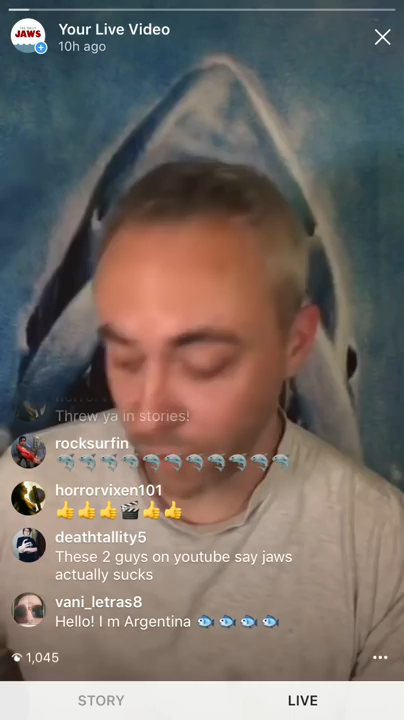 JAWS
Your Live Video
10h ago
Threw ya in stories!
rocksurfin
🐬🐬🐬🐬🐬🐬🐬🐬🐬🐬🐬
horrorvixen101
👍👍👍🎬👍👍
deathtallity5
These 2 guys on youtube say jaws
actually sucks
vani_letras8
Hello! I m Argentina 🐟🐟🐟🐟
1,045
STORY
LIVE